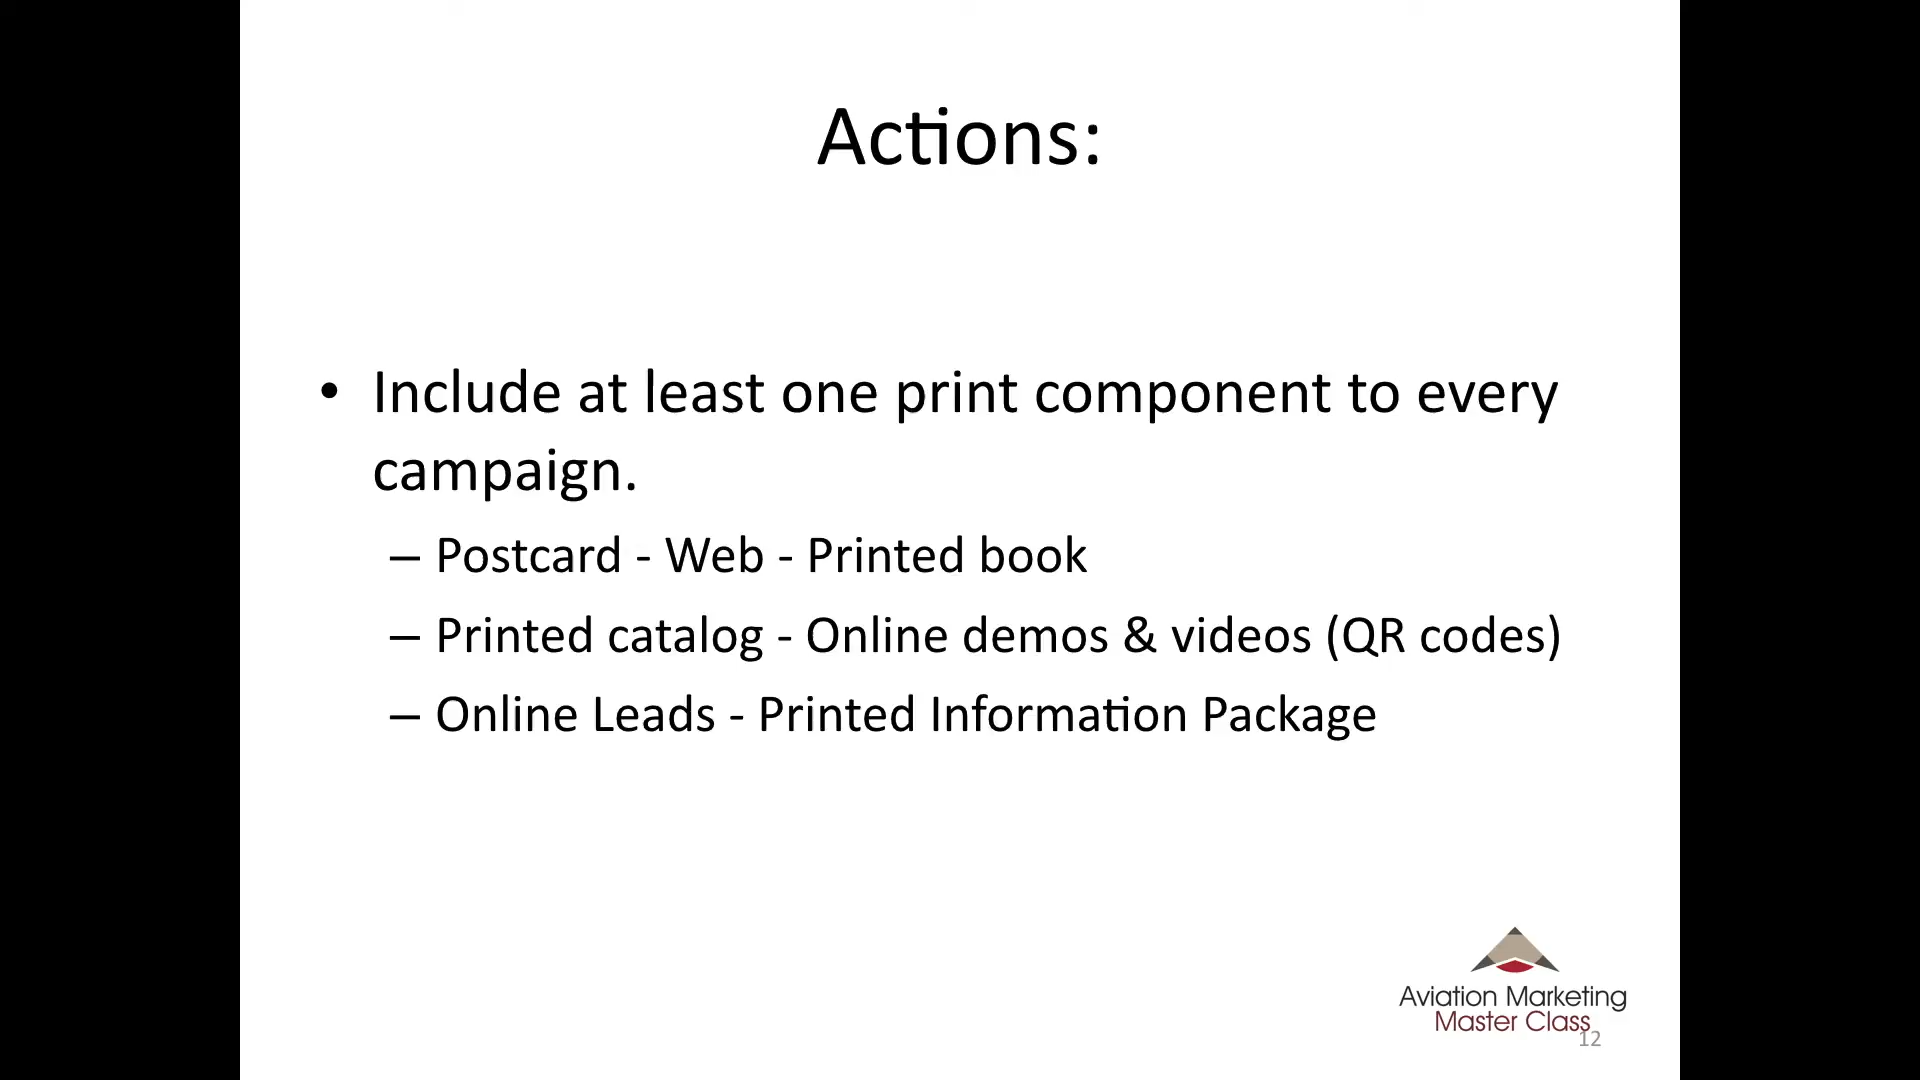 Actions:
• Include at least one print component to every
campaign.
– Postcard - Web - Printed book
– Printed catalog - Online demos & videos (QR codes)
– Online Leads - Printed Information Package
Aviation Marketing
Master Class
12